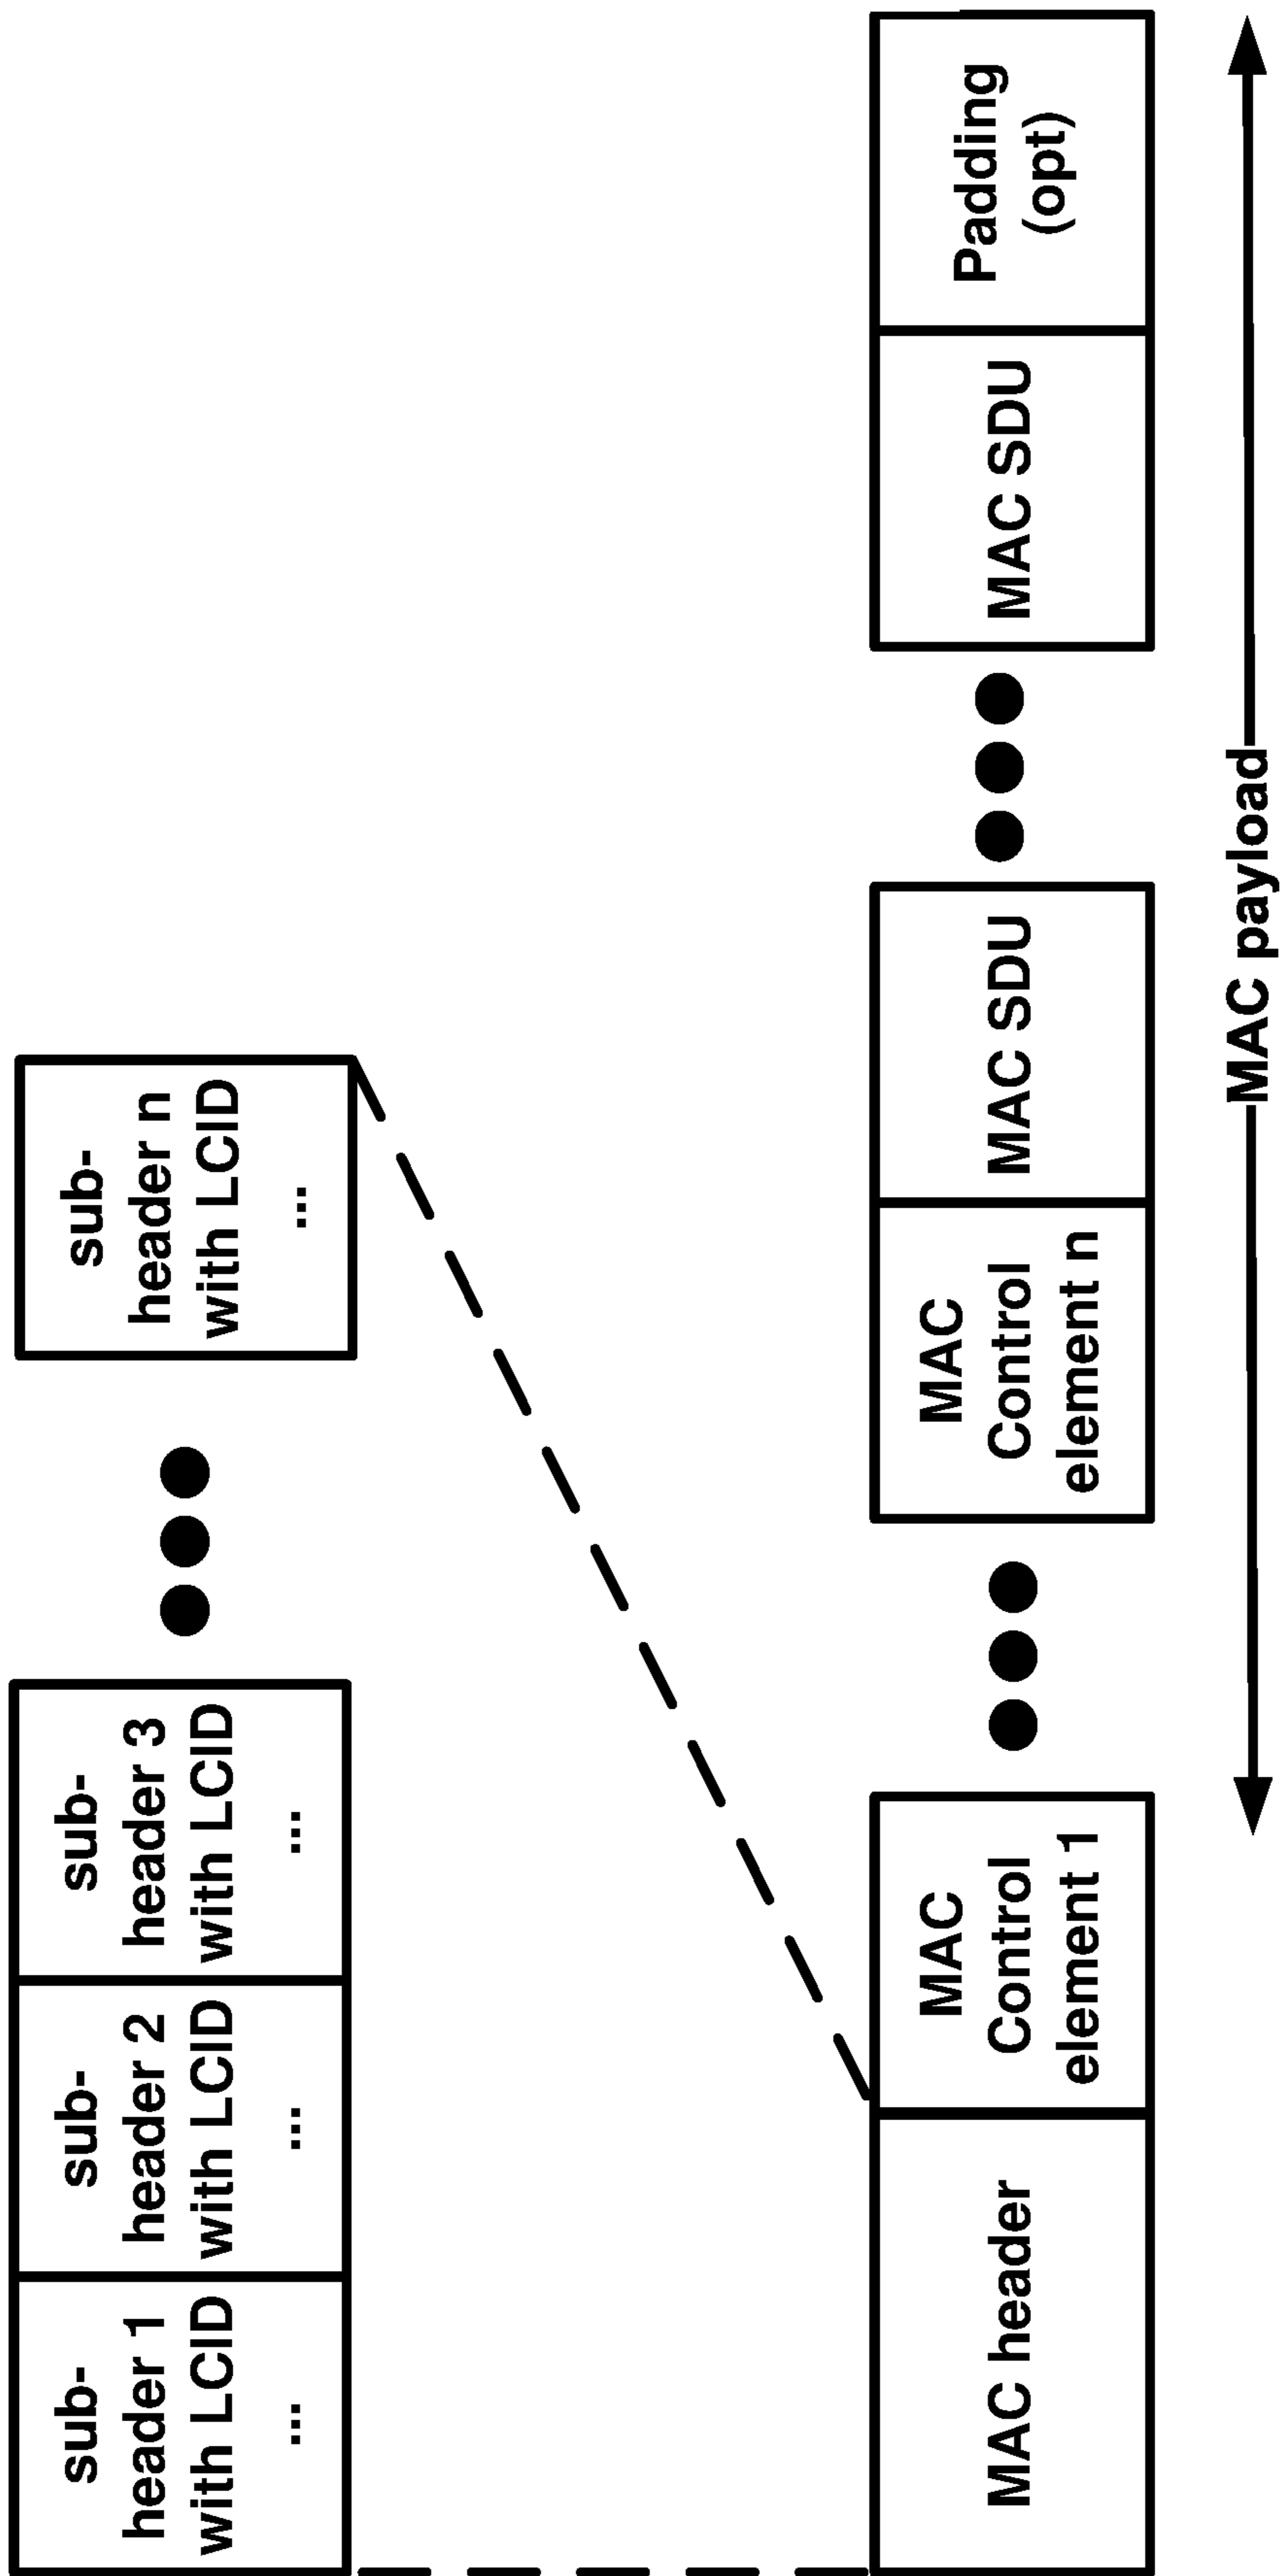 sub-
header 1
with LCID
...
sub-
header 2
with LCID
...
sub-
header 3
with LCID
...
sub-
header n
with LCID
...
MAC header
MAC
Control
element 1
MAC
Control
element n
MAC SDU
MAC SDU
Padding
(opt)
MAC payload